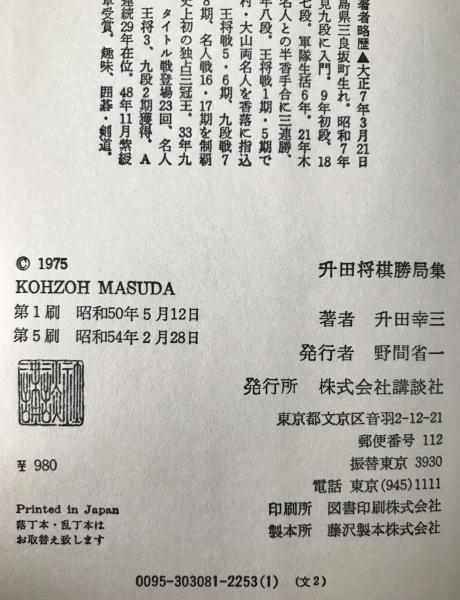 著者略歴▲大正7年3月21日
島県三良坂町生れ。昭和7年
見九段に入門。9年初段、18
七段。軍隊生活6年。21年木
名人との半香手合に三連勝、
年八段。王将戦1期・5期で
村・大山両名人を香落に指込
王将戦5・6期、九段戦7
8期、名人戦16・17期を制覇
史上初の独占三冠王。33年九
タイトル戦登場23回、名人
王将3、九段2期獲得。A
連続29年在位。48年11月紫綬
章受賞。趣味、囲碁・剣道。
© 1975
KOHZOH MASUDA
第1刷 昭和50年5月12日
第5刷 昭和54年2月28日
¥ 980
Printed in Japan
落丁本・乱丁本は
お取替え致します
升田将棋勝局集
著者 升田幸三
発行者 野間省一
発行所 株式会社講談社
東京都文京区音羽2-12-21
郵便番号 112
振替東京 3930
電話 東京(945)1111
印刷所 図書印刷株式会社
製本所 藤沢製本株式会社
0095-303081-2253(1) (文2)